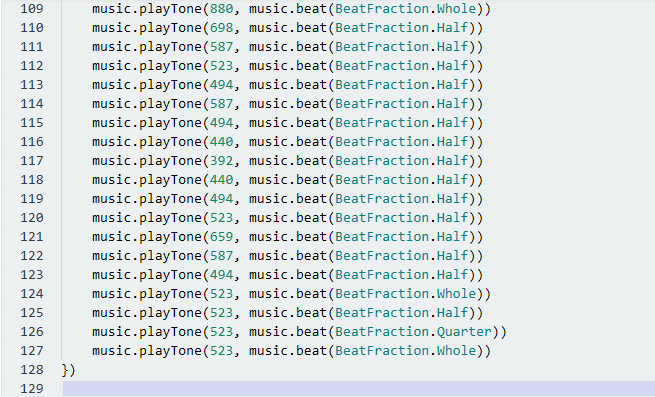 109 music.playTone(880, music.beat(BeatFraction.Whole))
110 music.playTone(698, music.beat(BeatFraction.Half))
111 music.playTone(587, music.beat(BeatFraction.Half))
112 music.playTone(523, music.beat(BeatFraction.Half))
113 music.playTone(494, music.beat(BeatFraction.Half))
114 music.playTone(587, music.beat(BeatFraction.Half))
115 music.playTone(494, music.beat(BeatFraction.Half))
116 music.playTone(440, music.beat(BeatFraction.Half))
117 music.playTone(392, music.beat(BeatFraction.Half))
118 music.playTone(440, music.beat(BeatFraction.Half))
119 music.playTone(494, music.beat(BeatFraction.Half))
120 music.playTone(523, music.beat(BeatFraction.Half))
121 music.playTone(659, music.beat(BeatFraction.Half))
122 music.playTone(587, music.beat(BeatFraction.Half))
123 music.playTone(494, music.beat(BeatFraction.Half))
124 music.playTone(523, music.beat(BeatFraction.Whole))
125 music.playTone(523, music.beat(BeatFraction.Half))
126 music.playTone(523, music.beat(BeatFraction.Quarter))
127 music.playTone(523, music.beat(BeatFraction.Whole))
128 })
129